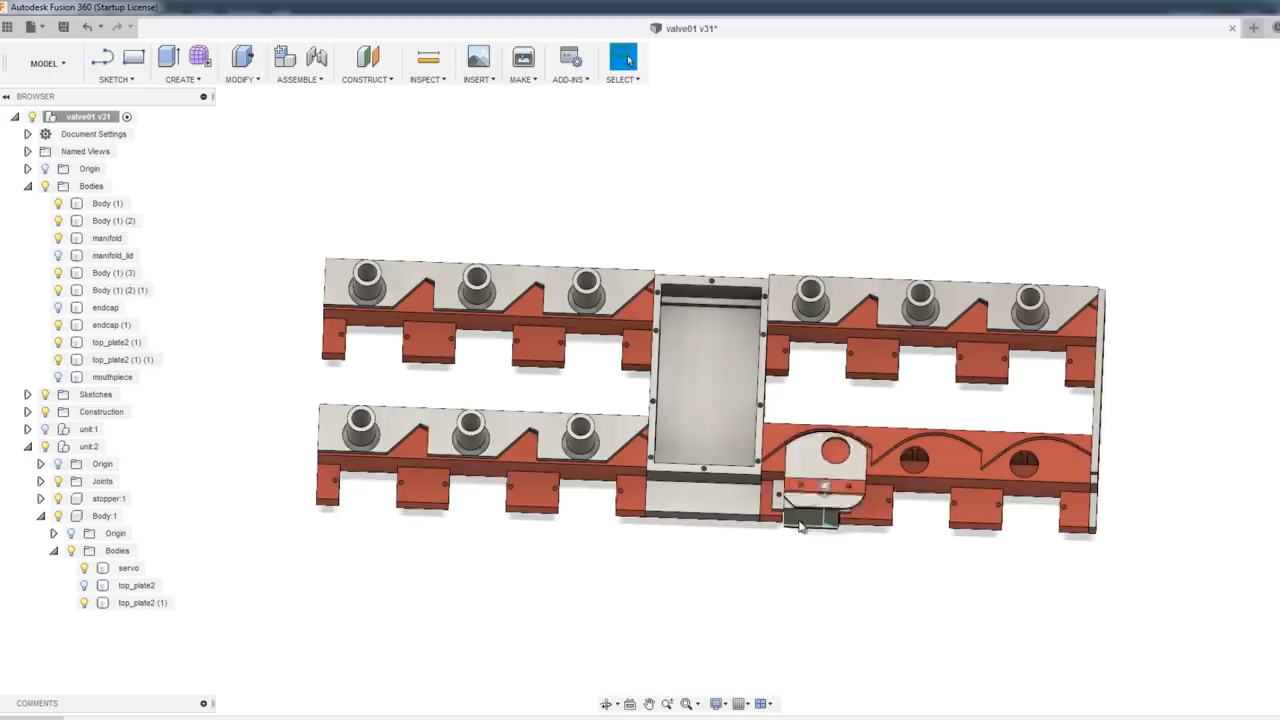 Autodesk Fusion 360 (Startup License)
valve01 v31*
MODEL
SKETCH
CREATE
MODIFY
ASSEMBLE
CONSTRUCT
INSPECT
INSERT
MAKE
ADD-INS
SELECT
BROWSER
valve01 v31
Document Settings
Named Views
Origin
Bodies
Body (1)
Body (1) (2)
manifold
manifold_lid
Body (1) (3)
Body (1) (2) (1)
endcap
endcap (1)
top_plate2 (1)
top_plate2 (1) (1)
mouthpiece
Sketches
Construction
unit:1
unit:2
Origin
Joints
stopper:1
Body:1
Origin
Bodies
servo
top_plate2
top_plate2 (1)
COMMENTS